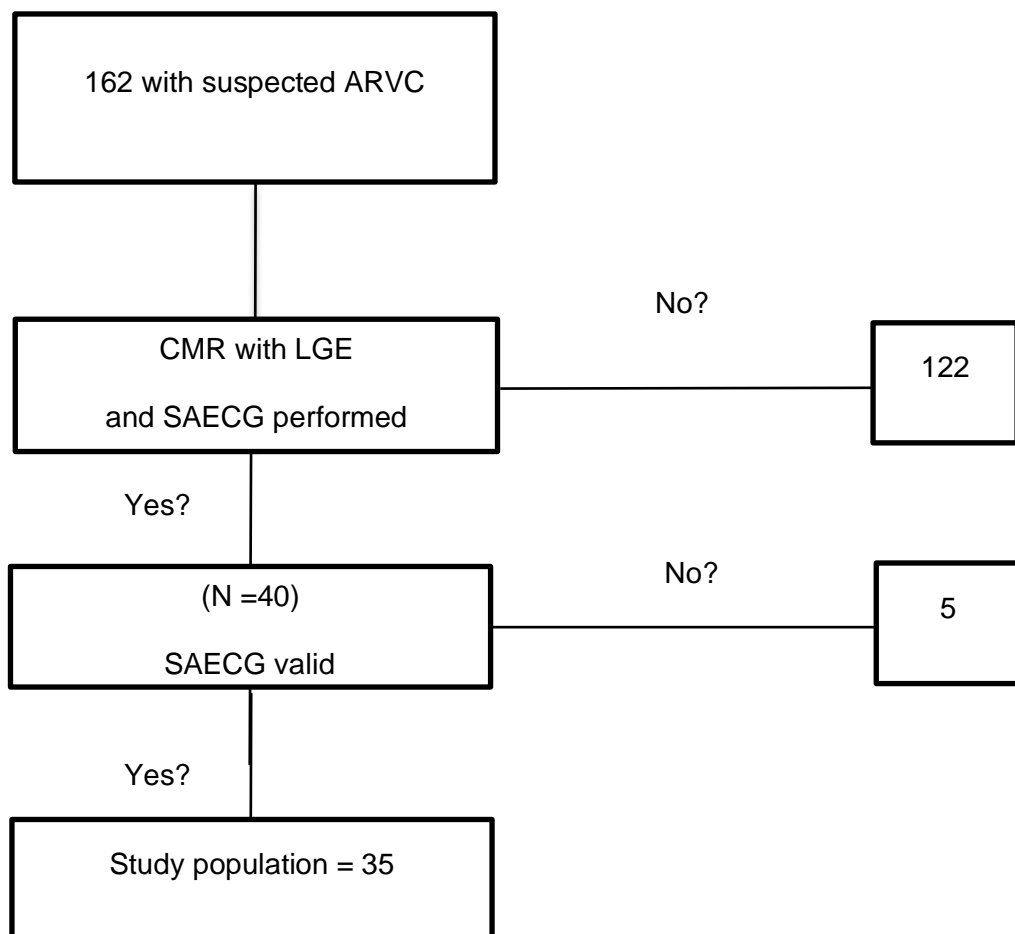 162 with suspected ARVC
No?
CMR with LGE
122
and SAECG performed
Yes?
No?
(N =40)
5
SAECG valid
Yes?
Study population = 35